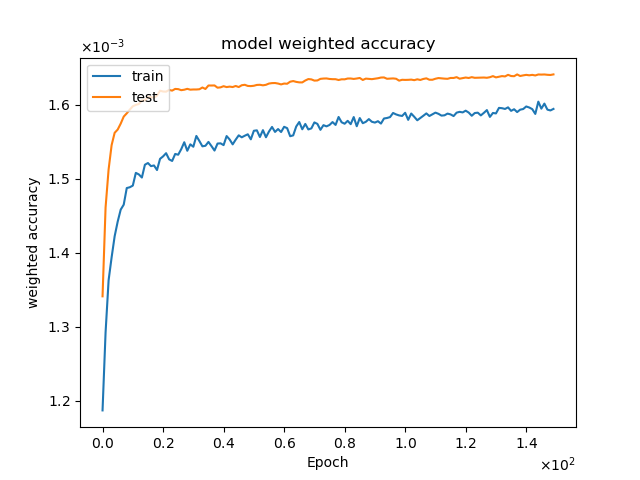 model weighted accuracy
×10⁻³
train
test
1.6
1.5
1.4
1.3
1.2
weighted accuracy
0.0 0.2 0.4 0.6 0.8 1.0 1.2 1.4
Epoch
×10²